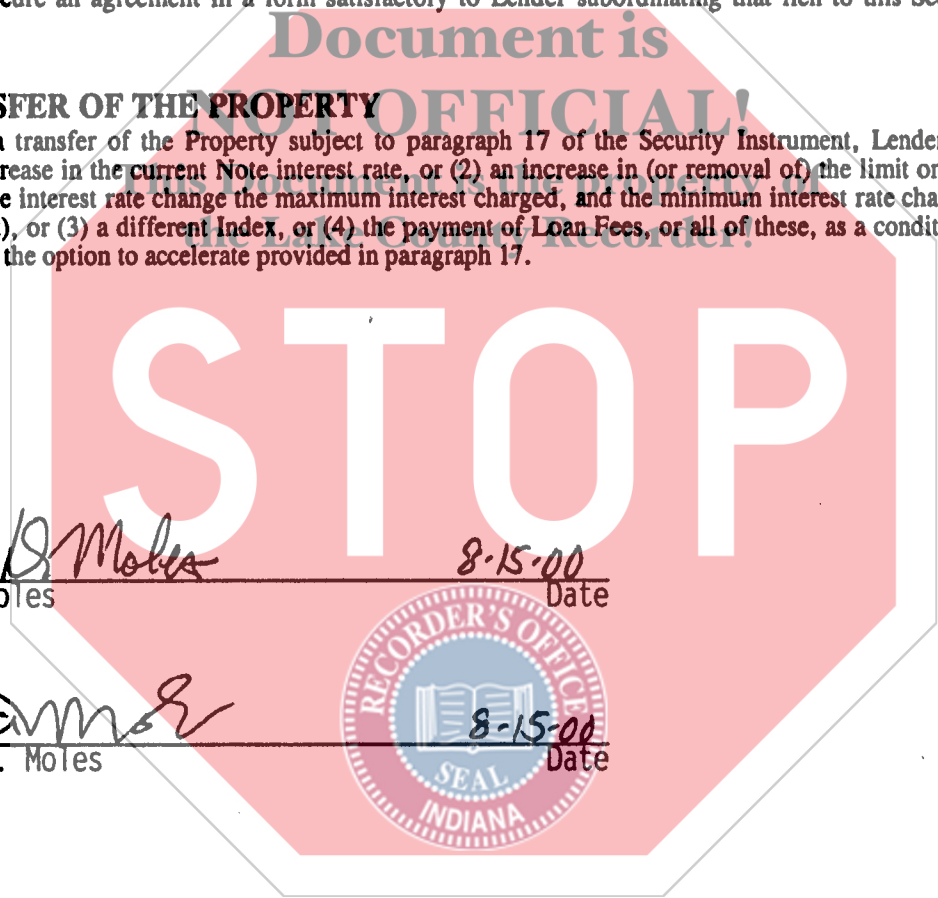 cure an agreement in a form satisfactory to Lender subordinating that lien to this Sec
Document is
SFER OF THE PROPERTY
NOT OFFICIAL!
a transfer of the Property subject to paragraph 17 of the Security Instrument, Lender
rease in the current Note interest rate, or (2) an increase in (or removal of) the limit on
This Document is the property of
e interest rate change the maximum interest charged, and the minimum interest rate cha
the Lake County Recorder!
), or (3) a different Index, or (4) the payment of Loan Fees, or all of these, as a condit
the option to accelerate provided in paragraph 17.
STOP
Moles 8-15-00
oles Date
RECORDER'S OFFICE
8-15-00
. Moles Date
SEAL
INDIANA